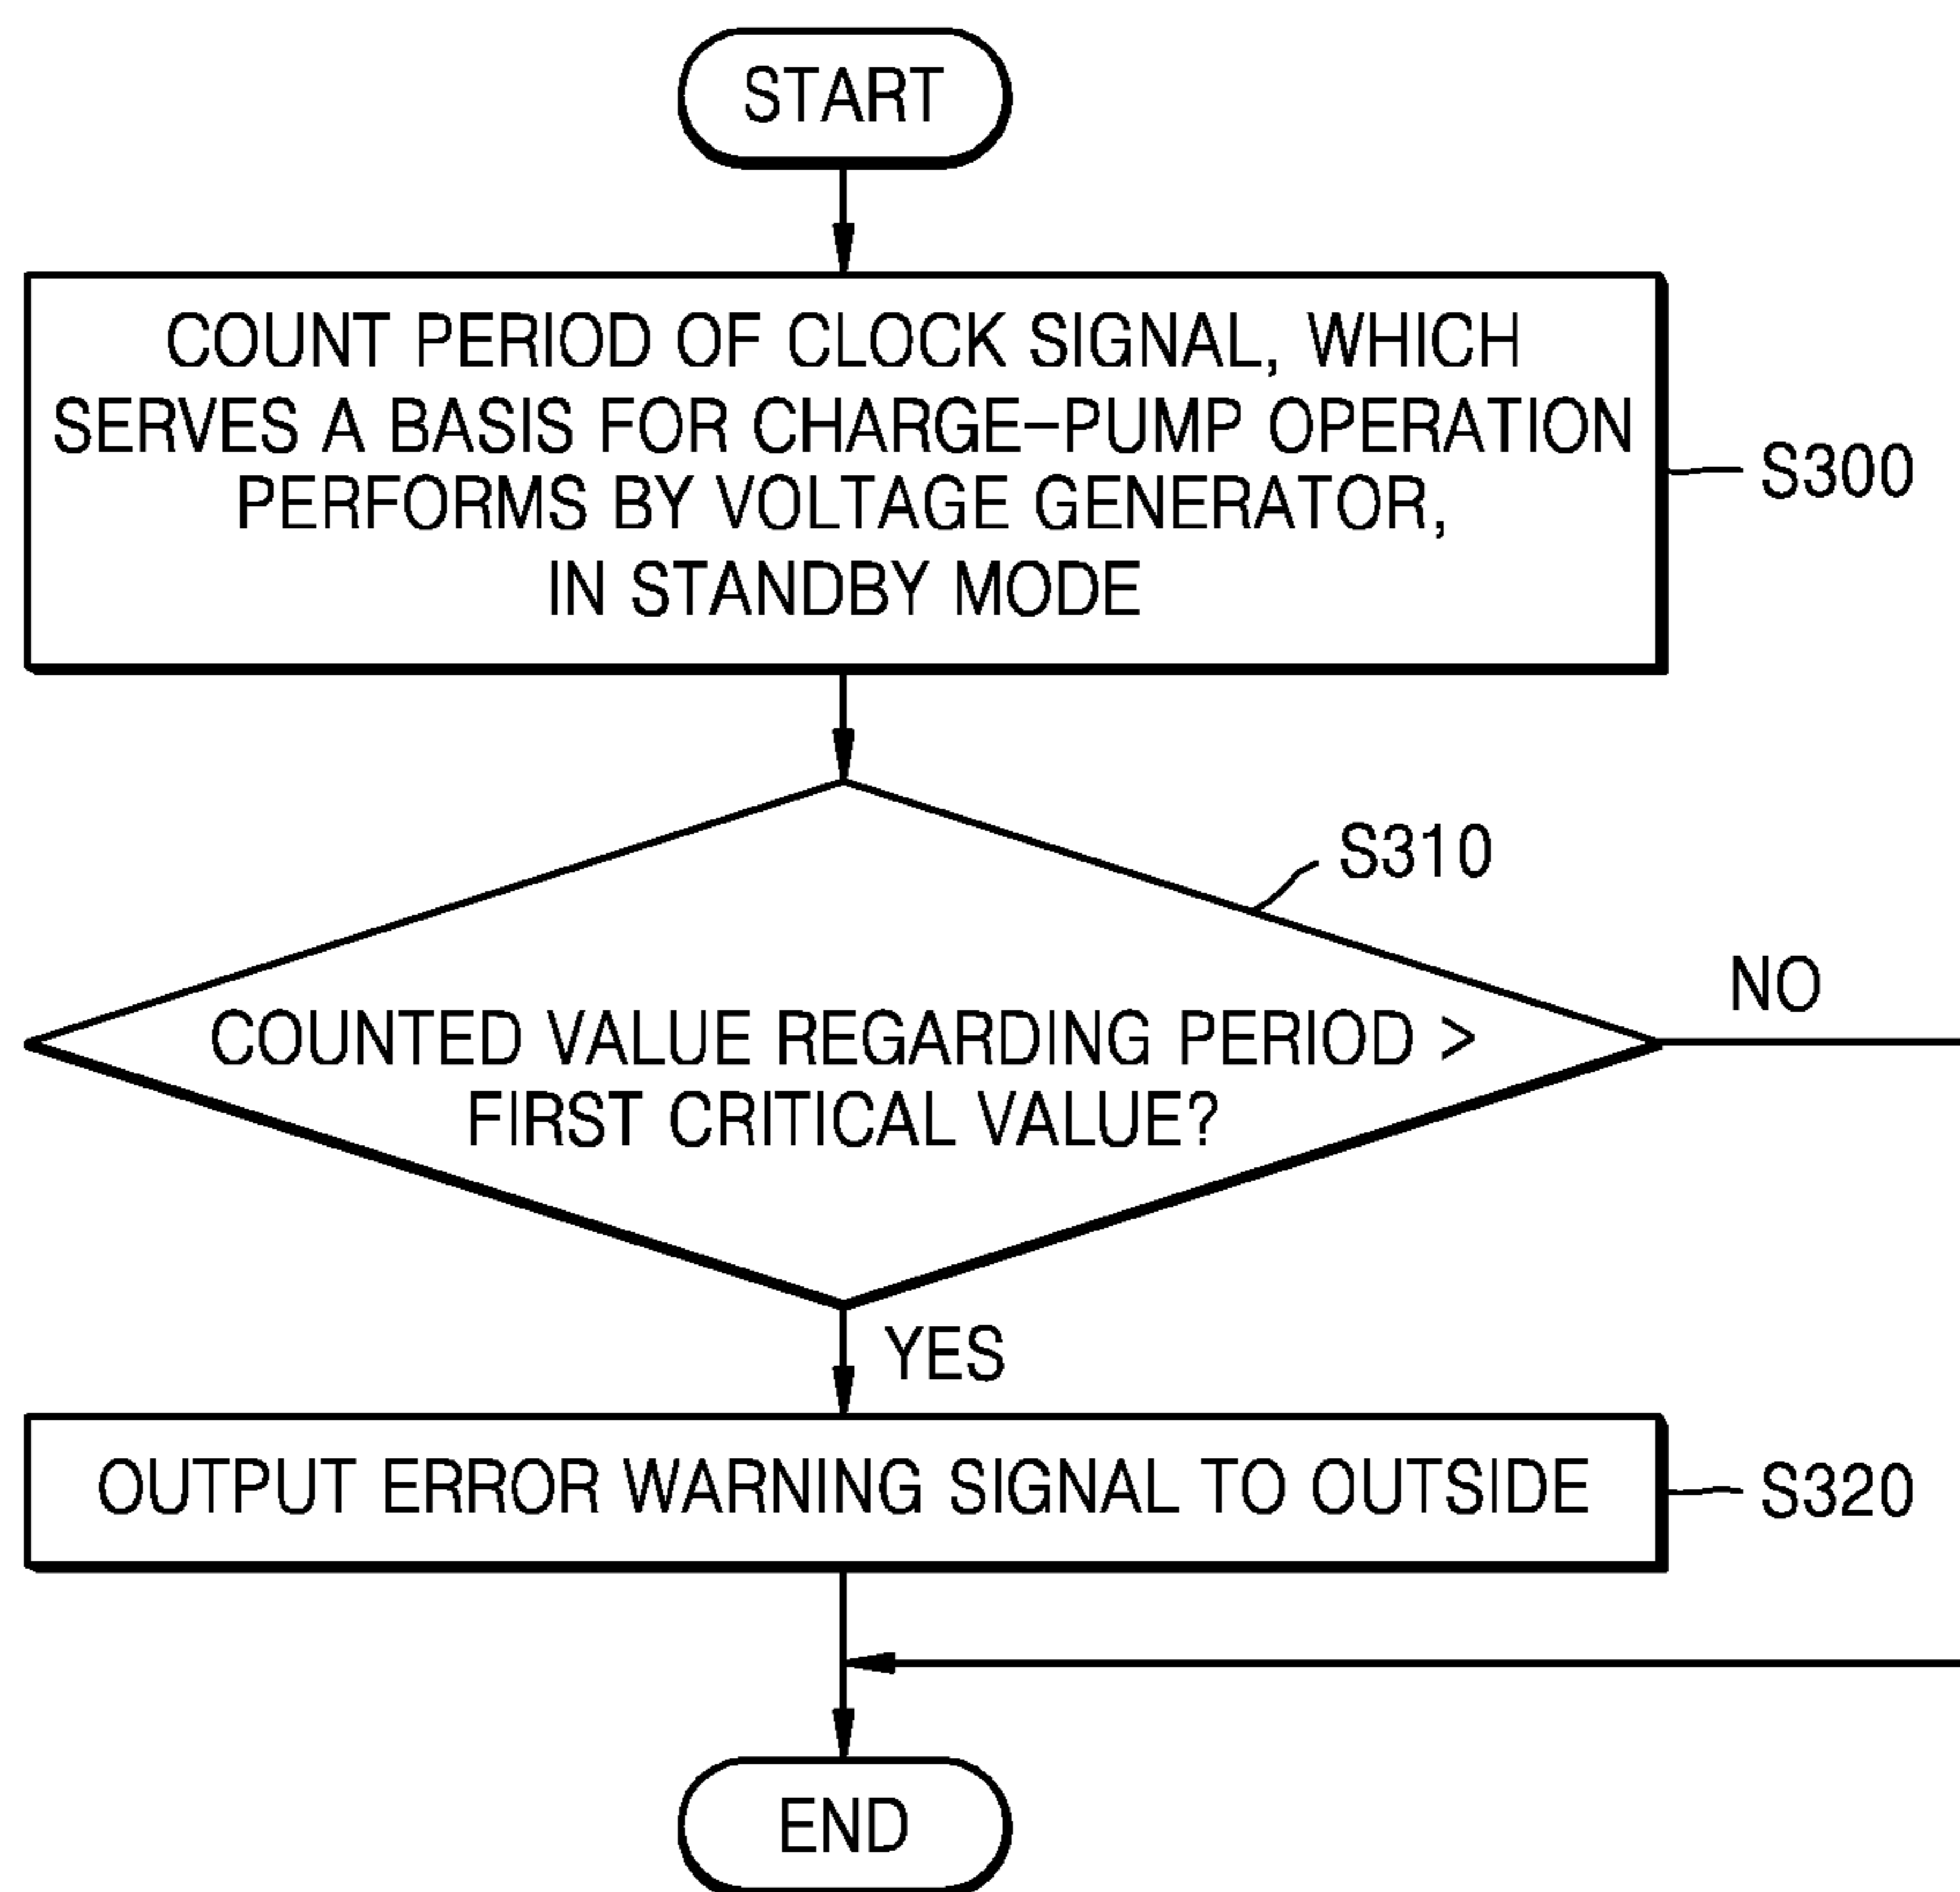 START
COUNT PERIOD OF CLOCK SIGNAL, WHICH
SERVES A BASIS FOR CHARGE-PUMP OPERATION
PERFORMS BY VOLTAGE GENERATOR,
IN STANDBY MODE
S300
S310
COUNTED VALUE REGARDING PERIOD >
FIRST CRITICAL VALUE?
NO
YES
OUTPUT ERROR WARNING SIGNAL TO OUTSIDE
S320
END